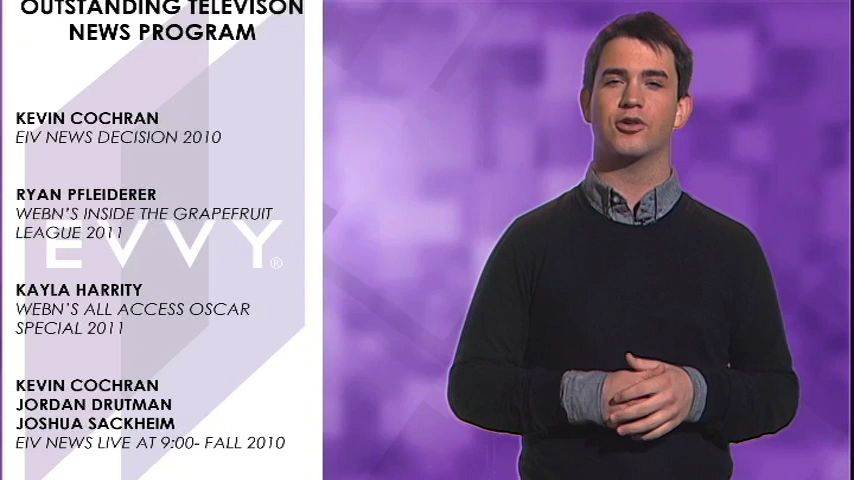 OUTSTANDING TELEVISON
NEWS PROGRAM
KEVIN COCHRAN
EIV NEWS DECISION 2010
RYAN PFLEIDERER
WEBN'S INSIDE THE GRAPEFRUIT
LEAGUE 2011
EVVY®
KAYLA HARRITY
WEBN'S ALL ACCESS OSCAR
SPECIAL 2011
KEVIN COCHRAN
JORDAN DRUTMAN
JOSHUA SACKHEIM
EIV NEWS LIVE AT 9:00- FALL 2010